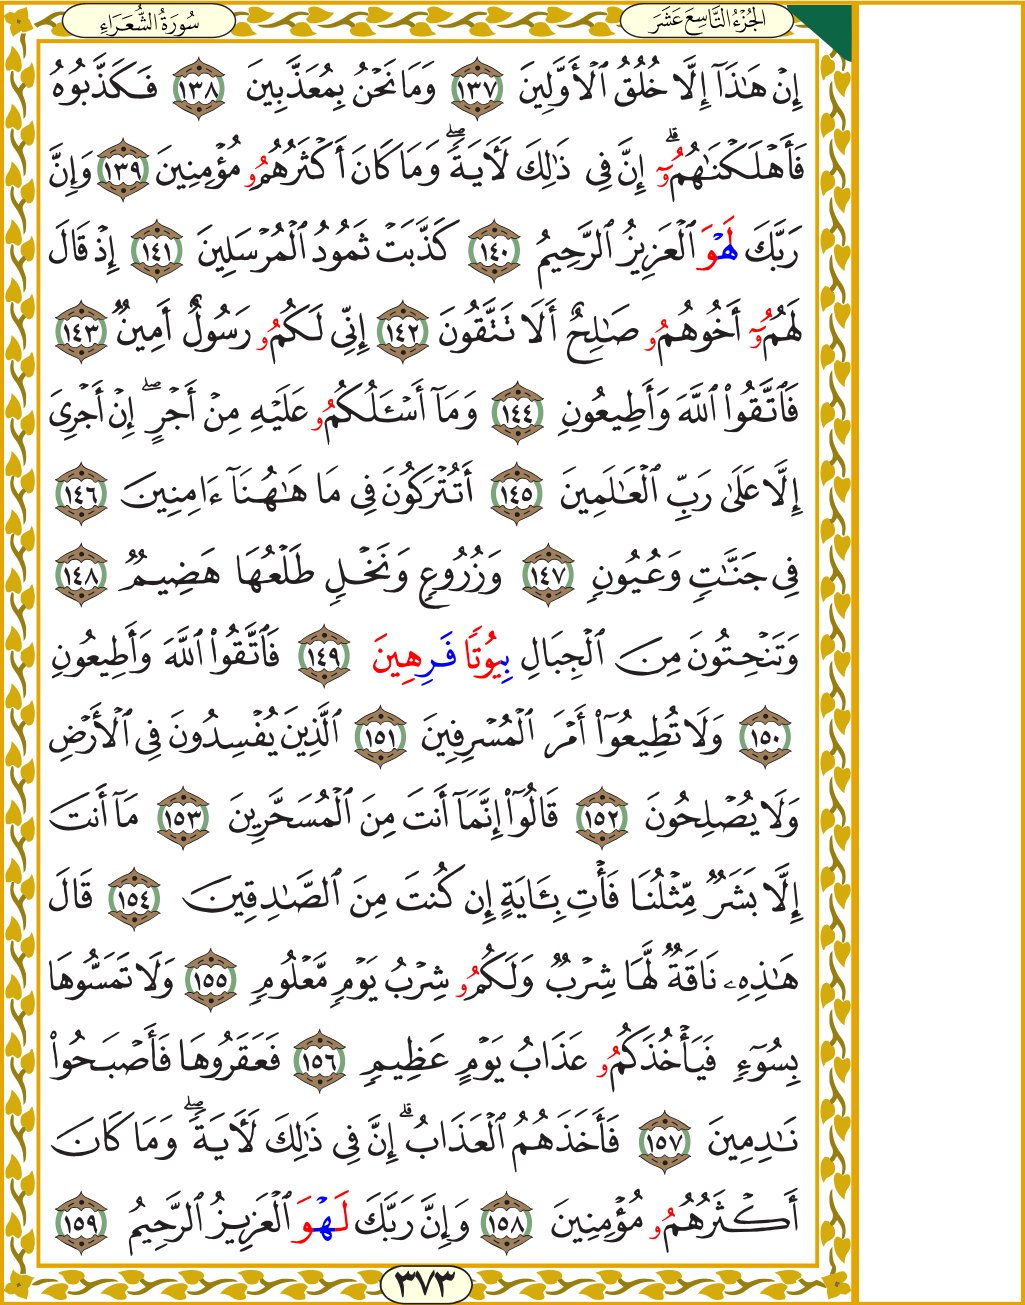 الجُزْءُ التَّاسِعَ عَشَرَ
سُورَةُ الشُّعَرَاءِ
إِنْ هَٰذَآ إِلَّا خُلُقُ ٱلْأَوَّلِينَ ١٣٧ وَمَا نَحْنُ بِمُعَذَّبِينَ ١٣٨ فَكَذَّبُوهُ
فَأَهْلَكْنَٰهُمُۥٓ ۗ إِنَّ فِي ذَٰلِكَ لَأٓيَةً ۖ وَمَا كَانَ أَكْثَرُهُمُۥ مُؤْمِنِينَ ١٣٩ وَإِنَّ
رَبَّكَ لَهْوَ ٱلْعَزِيزُ ٱلرَّحِيمُ ١٤٠ كَذَّبَتْ ثَمُودُ ٱلْمُرْسَلِينَ ١٤١ إِذْ قَالَ
لَهُمُۥٓ أَخُوهُمُۥ صَٰلِحٌ أَلَا تَتَّقُونَ ١٤٢ إِنِّي لَكُمُۥ رَسُولٌ أَمِينٌ ١٤٣
فَٱتَّقُوا۟ ٱللَّهَ وَأَطِيعُونِ ١٤٤ وَمَآ أَسْـَٔلُكُمُۥ عَلَيْهِ مِنْ أَجْرٍ ۖ إِنْ أَجْرِيَ
إِلَّا عَلَىٰ رَبِّ ٱلْعَٰلَمِينَ ١٤٥ أَتُتْرَكُونَ فِي مَا هَٰهُنَآ ءَامِنِينَ ١٤٦
فِي جَنَّٰتٍ وَعُيُونٍ ١٤٧ وَزُرُوعٍ وَنَخْلٍ طَلْعُهَا هَضِيمٌ ١٤٨
وَتَنْحِتُونَ مِنَ ٱلْجِبَالِ بِيُوتًا فَرِهِينَ ١٤٩ فَٱتَّقُوا۟ ٱللَّهَ وَأَطِيعُونِ
١٥٠ وَلَا تُطِيعُوٓا۟ أَمْرَ ٱلْمُسْرِفِينَ ١٥١ ٱلَّذِينَ يُفْسِدُونَ فِي ٱلْأَرْضِ
وَلَا يُصْلِحُونَ ١٥٢ قَالُوٓا۟ إِنَّمَآ أَنتَ مِنَ ٱلْمُسَحَّرِينَ ١٥٣ مَآ أَنتَ
إِلَّا بَشَرٌ مِّثْلُنَا فَأْتِ بِـَٔايَةٍ إِن كُنتَ مِنَ ٱلصَّٰدِقِينَ ١٥٤ قَالَ
هَٰذِهِۦ نَاقَةٌ لَّهَا شِرْبٌ وَلَكُمُۥ شِرْبُ يَوْمٍ مَّعْلُومٍ ١٥٥ وَلَا تَمَسُّوهَا
بِسُوٓءٍ فَيَأْخُذَكُمُۥ عَذَابُ يَوْمٍ عَظِيمٍ ١٥٦ فَعَقَرُوهَا فَأَصْبَحُوا۟
نَٰدِمِينَ ١٥٧ فَأَخَذَهُمُ ٱلْعَذَابُ ۗ إِنَّ فِي ذَٰلِكَ لَأٓيَةً ۖ وَمَا كَانَ
أَكْثَرُهُمُۥ مُؤْمِنِينَ ١٥٨ وَإِنَّ رَبَّكَ لَهْوَ ٱلْعَزِيزُ ٱلرَّحِيمُ ١٥٩
٣٧٣